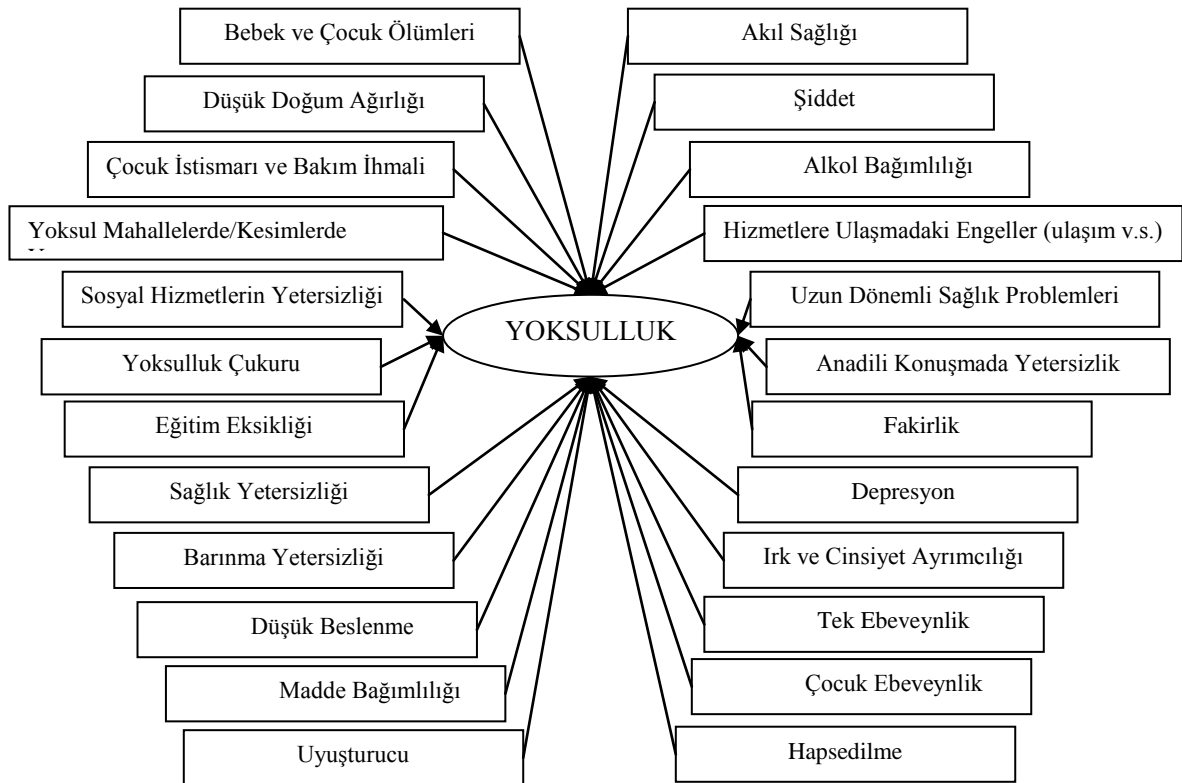 Bebek ve Çocuk Ölümleri
Akıl Sağlığı
Düşük Doğum Ağırlığı
Şiddet
Çocuk İstismarı ve Bakım İhmali
Alkol Bağımlılığı
Yoksul Mahallelerde/Kesimlerde
Hizmetlere Ulaşmadaki Engeller (ulaşım v.s.)
Sosyal Hizmetlerin Yetersizliği
Uzun Dönemli Sağlık Problemleri
YOKSULLUK
Yoksulluk Çukuru
Anadili Konuşmada Yetersizlik
Eğitim Eksikliği
Fakirlik
Sağlık Yetersizliği
Depresyon
Barınma Yetersizliği
Irk ve Cinsiyet Ayrımcılığı
Düşük Beslenme
Tek Ebeveynlik
Madde Bağımlılığı
Çocuk Ebeveynlik
Uyuşturucu
Hapsedilme